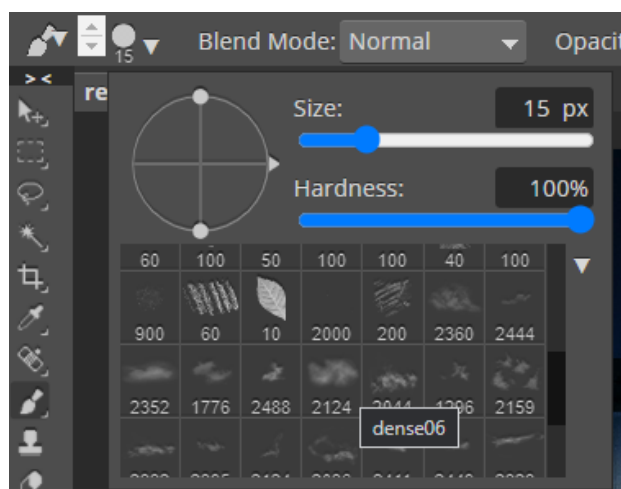 15 Blend Mode: Normal Opaci
> <
re
Size: 15 px
Hardness: 100%
60 100 50 100 100 40 100
900 60 10 2000 200 2360 2444
2352 1776 2488 2124 2159
dense06